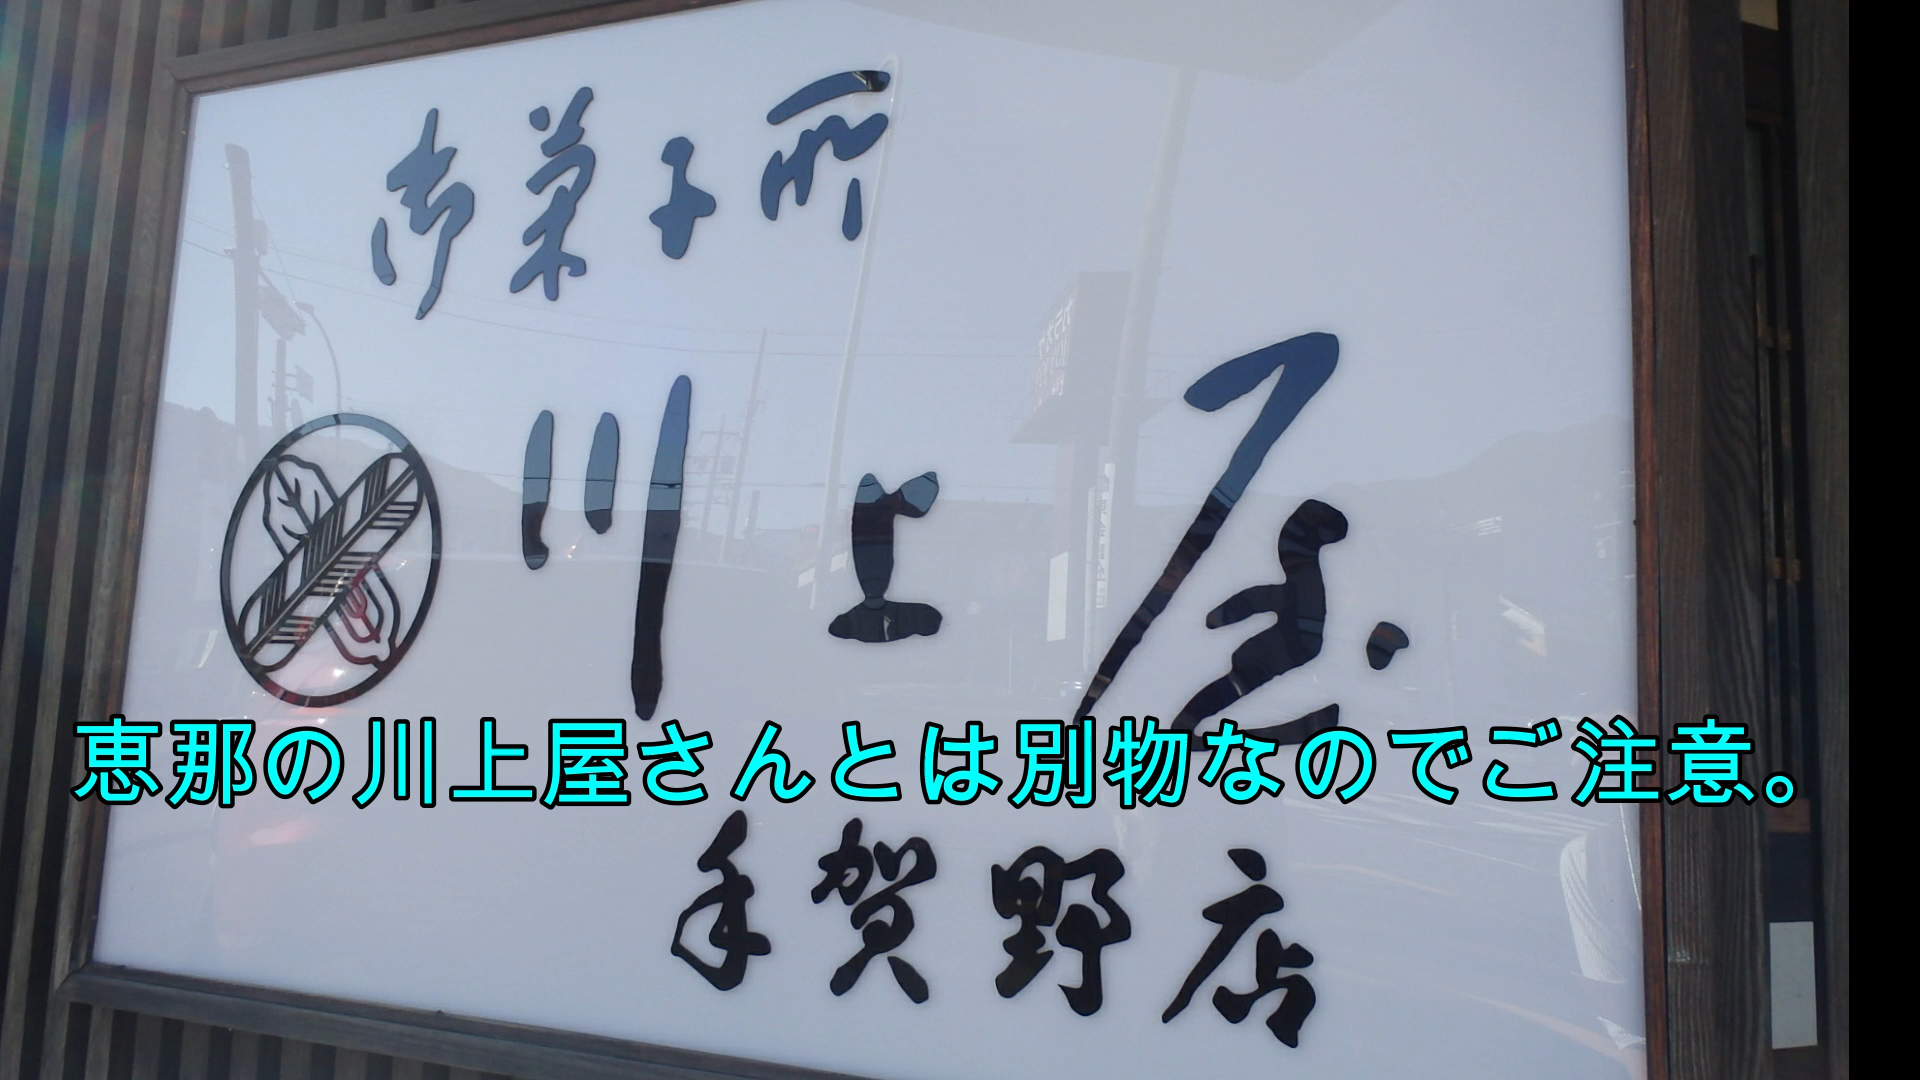 御菓子所
川上屋
恵那の川上屋さんとは別物なのでご注意。
手賀野店